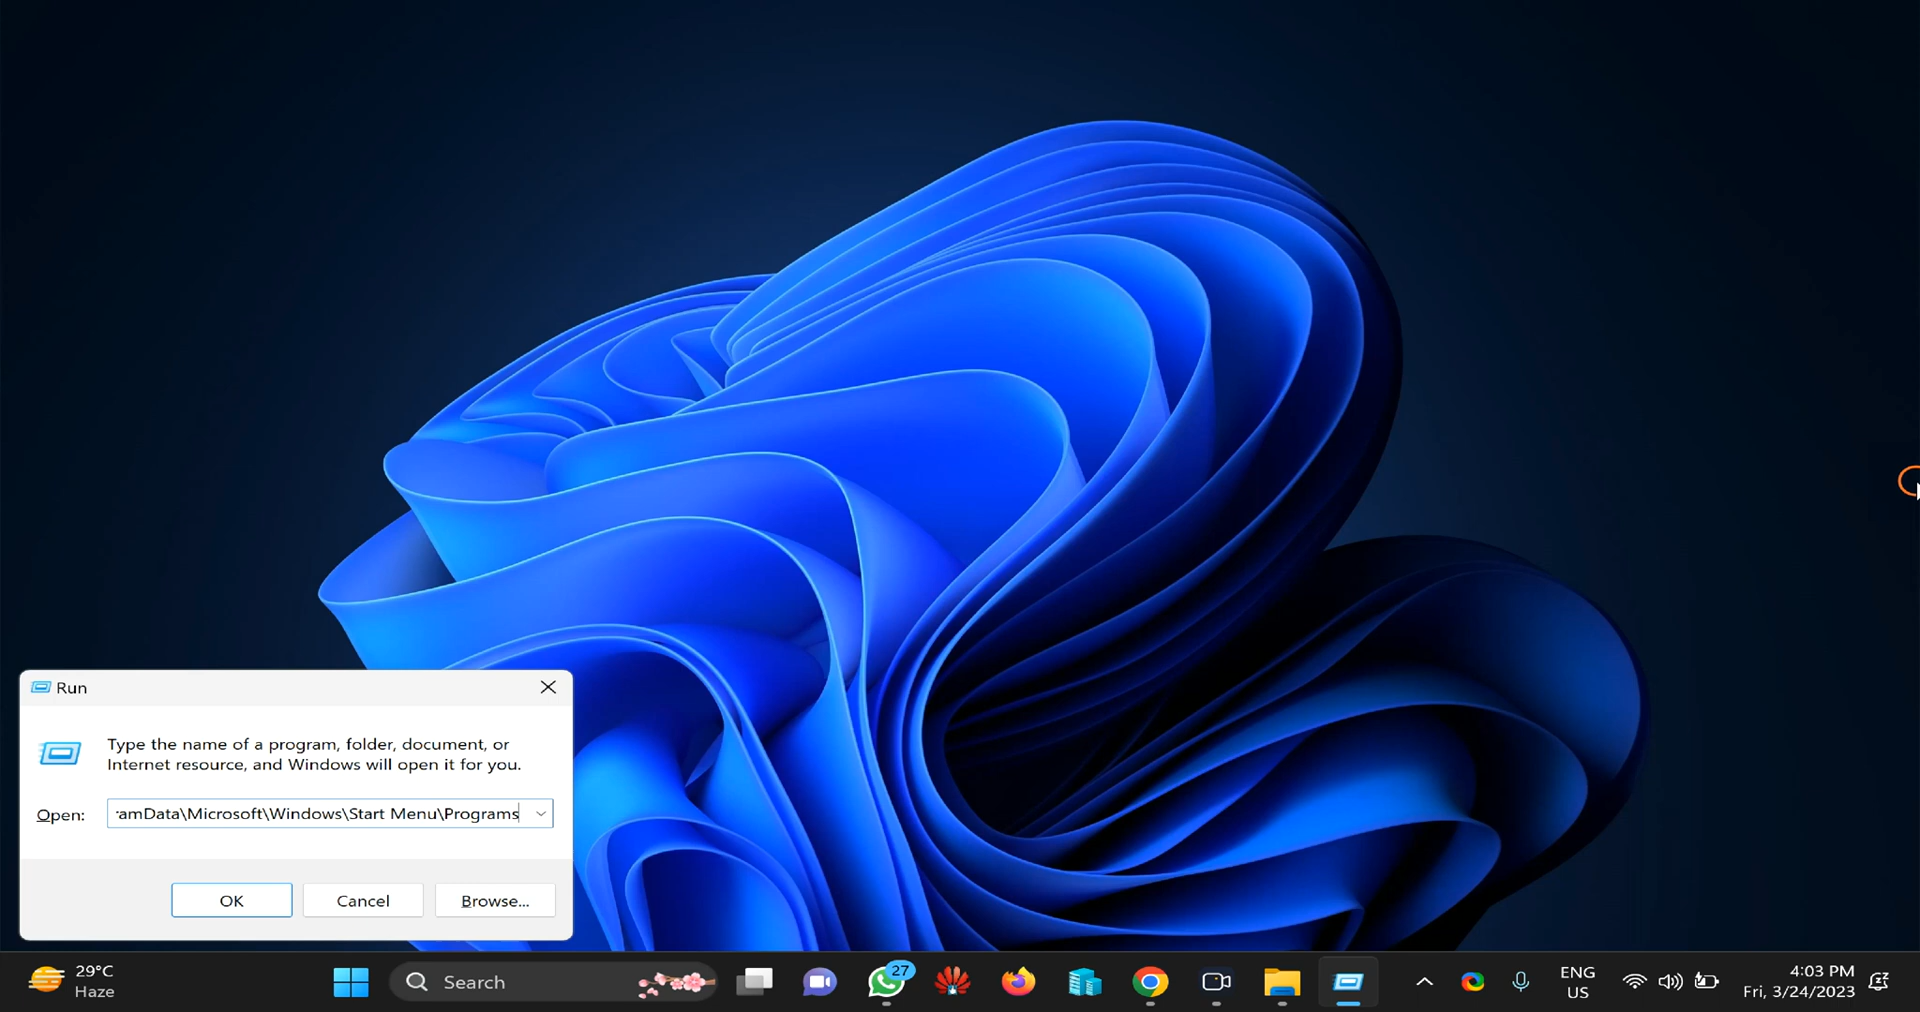 Run
Type the name of a program, folder, document, or
Internet resource, and Windows will open it for you.
Open:
amData\Microsoft\Windows\Start Menu\Programs
OK
Cancel
Browse...
29°C
Haze
Search
27
ENG
US
4:03 PM
Fri, 3/24/2023